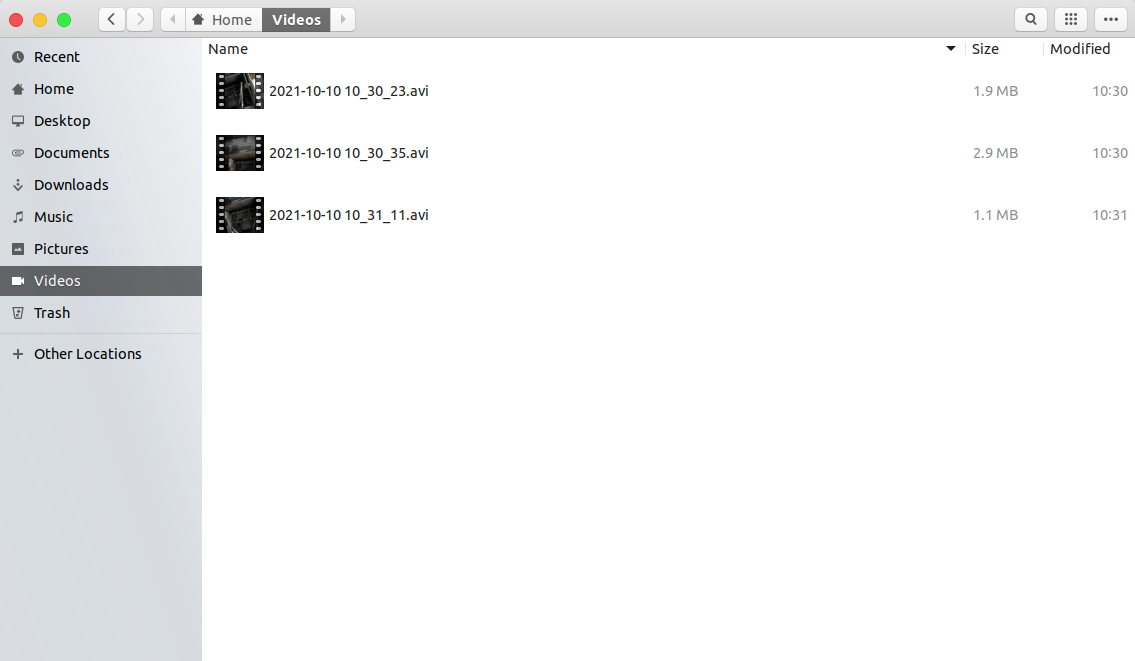 Home Videos
Recent
Home
Desktop
Documents
Downloads
Music
Pictures
Videos
Trash
Other Locations
Name Size Modified
2021-10-10 10_30_23.avi 1.9 MB 10:30
2021-10-10 10_30_35.avi 2.9 MB 10:30
2021-10-10 10_31_11.avi 1.1 MB 10:31